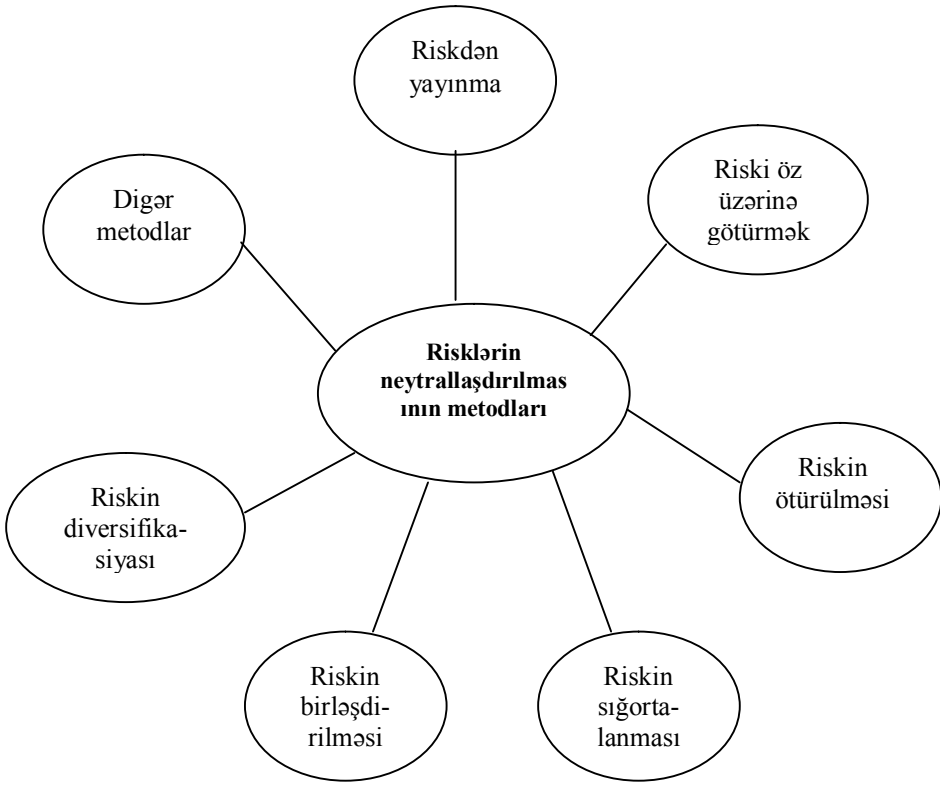 Riskdən
yayınma
Digər
metodlar
Riski öz
üzərinə
götürmək
Risklərin
neytrallaşdırılmas
ının metodları
Riskin
diversifika-
siyası
Riskin
ötürülməsi
Riskin
birləşdi-
rilməsi
Riskin
sığorta-
lanması